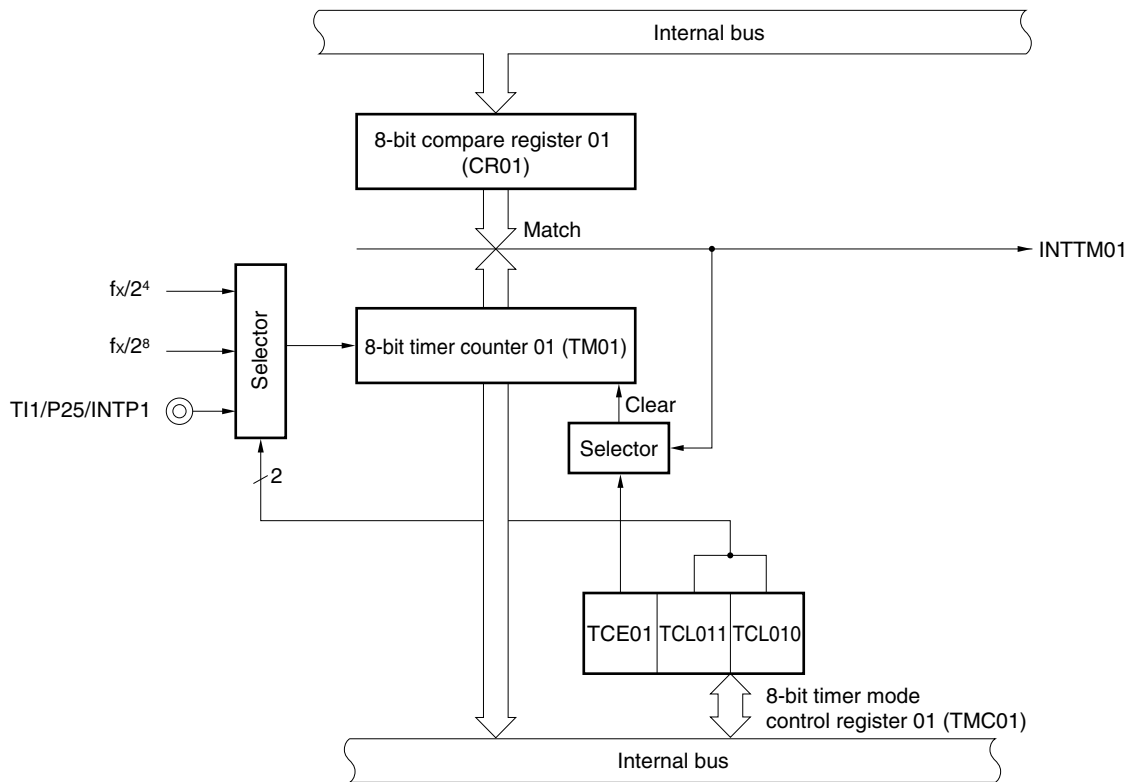 Internal bus
8-bit compare register 01
(CR01)
Match
INTTM01
fx/2⁴
fx/2⁸
TI1/P25/INTP1
Selector
8-bit timer counter 01 (TM01)
Clear
Selector
2
TCE01
TCL011
TCL010
8-bit timer mode
control register 01 (TMC01)
Internal bus